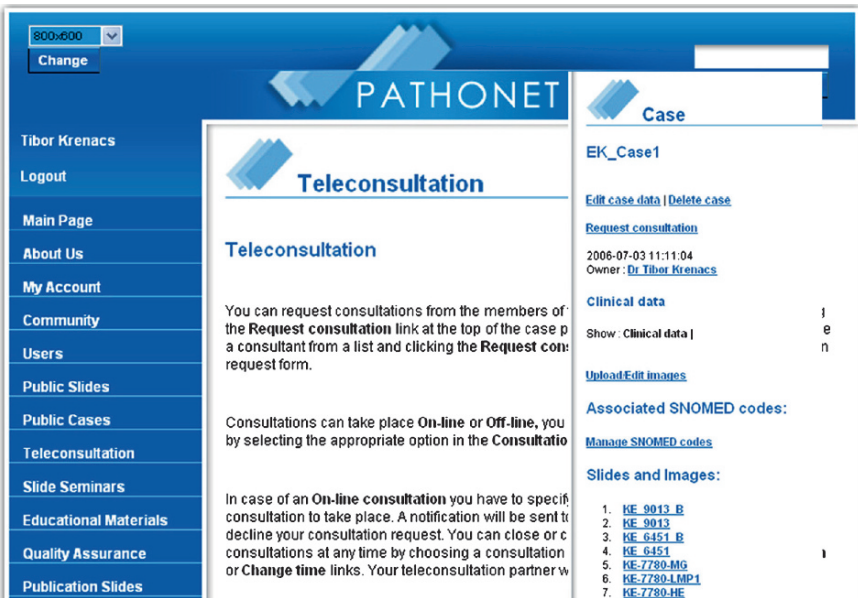 800x600
Change
PATHONET
Tibor Krenacs
Logout
Main Page
About Us
My Account
Community
Users
Public Slides
Public Cases
Teleconsultation
Slide Seminars
Educational Materials
Quality Assurance
Publication Slides
Teleconsultation
Teleconsultation
You can request consultations from the members of
the Request consultation link at the top of the case p
a consultant from a list and clicking the Request cons
request form.
Consultations can take place On-line or Off-line, you
by selecting the appropriate option in the Consultatio
In case of an On-line consultation you have to specify
consultation to take place. A notification will be sent to
decline your consultation request. You can close or c
consultations at any time by choosing a consultation
or Change time links. Your teleconsultation partner w
Case
EK_Case1
Edit case data | Delete case
Request consultation
2006-07-03 11:11:04
Owner : Dr Tibor Krenacs
Clinical data
Show : Clinical data |
Upload/Edit images
Associated SNOMED codes:
Manage SNOMED codes
Slides and Images:
1. KE_9013_B
2. KE_9013
3. KE_6451_B
4. KE_6451
5. KE-7780-MG
6. KE-7780-LMP1
7. KE-7780-HE